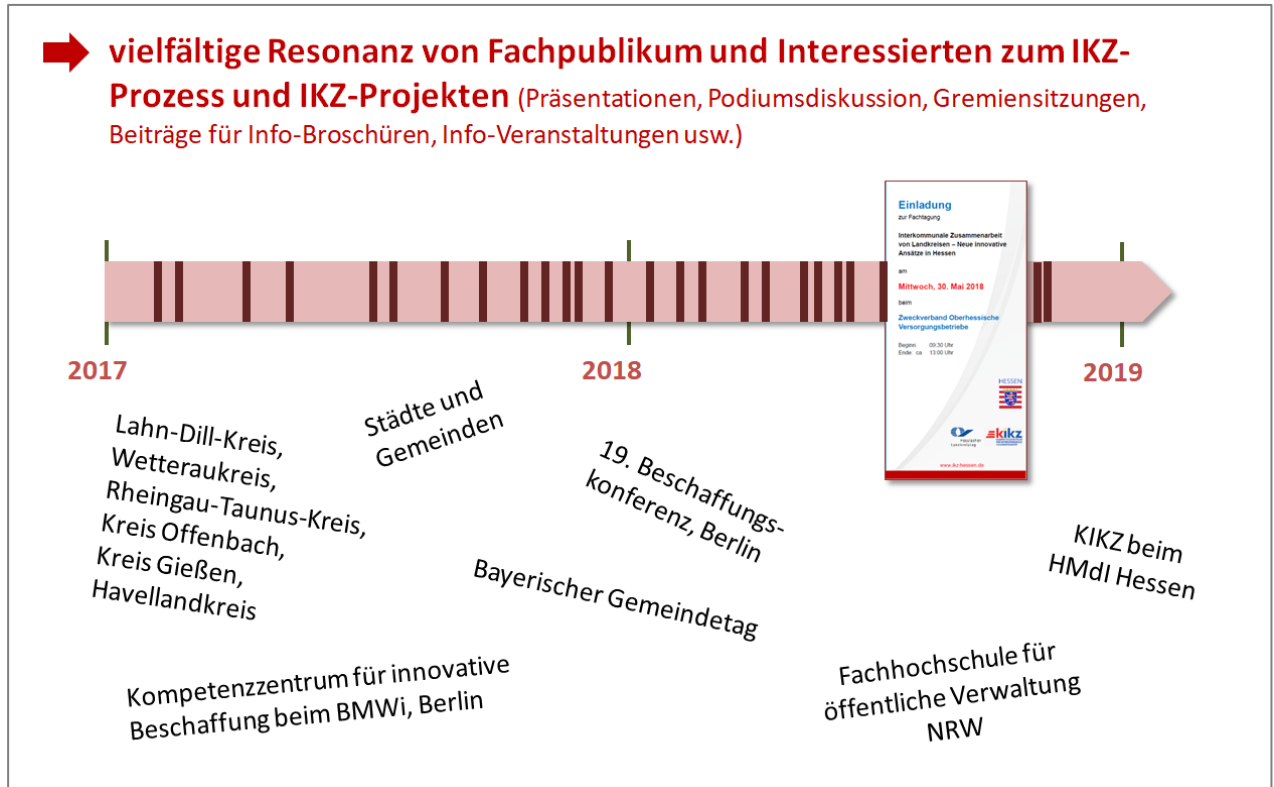 vielfältige Resonanz von Fachpublikum und Interessierten zum IKZ-
Prozess und IKZ-Projekten (Präsentationen, Podiumsdiskussion, Gremiensitzungen,
Beiträge für Info-Broschüren, Info-Veranstaltungen usw.)
Einladung
zur Fachtagung
Interkommunale Zusammenarbeit
von Landkreisen – Neue innovative
Ansätze in Hessen
am
Mittwoch, 30. Mai 2018
beim
Zweckverband Oberhessische
Versorgungsbetriebe
Beginn 09:30 Uhr
Ende: ca 13:00 Uhr
HESSEN
Hessischer
Landkreistag
kikz
www.ikz-hessen.de
2017
2018
2019
Lahn-Dill-Kreis,
Wetteraukreis,
Rheingau-Taunus-Kreis,
Kreis Offenbach,
Kreis Gießen,
Havellandkreis
Städte und
Gemeinden
19. Beschaffungs-
konferenz, Berlin
Bayerischer Gemeindetag
KIKZ beim
HMdI Hessen
Kompetenzzentrum für innovative
Beschaffung beim BMWi, Berlin
Fachhochschule für
öffentliche Verwaltung
NRW